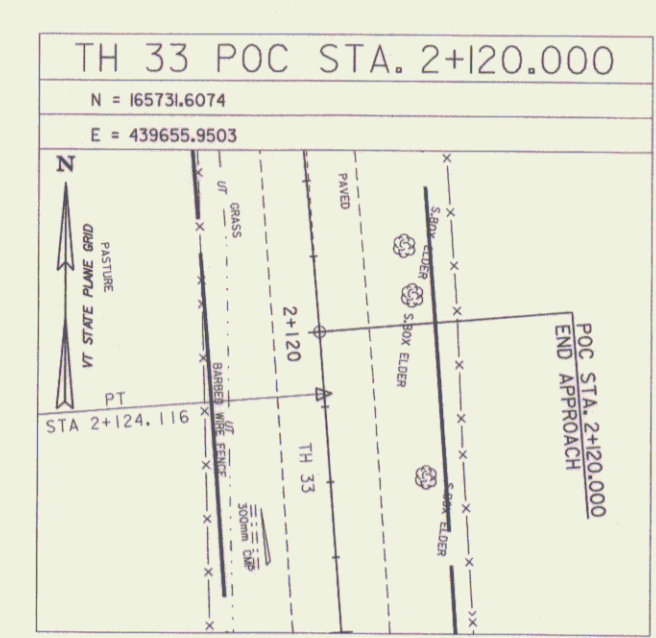 TH 33 POC STA. 2+120.000
N = 165731.6074
E = 439655.9503
N
VT STATE PLANE GRID
PASTURE
UT
GRASS
PAVED
S.BOX ELDER
S.BOX ELDER
2+120
POC STA. 2+120.000
END APPROACH
PT
STA 2+124.116
BARBED WIRE FENCE
UT
TH 33
S.BOX ELDER
300mm CMP